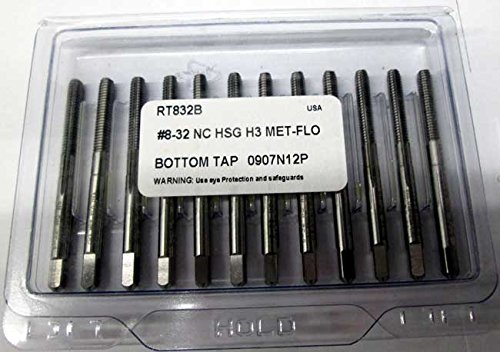 RT832B USA
#8-32 NC HSG H3 MET-FLO
BOTTOM TAP 0907N12P
WARNING: Use eye Protection and safeguards
HOLD